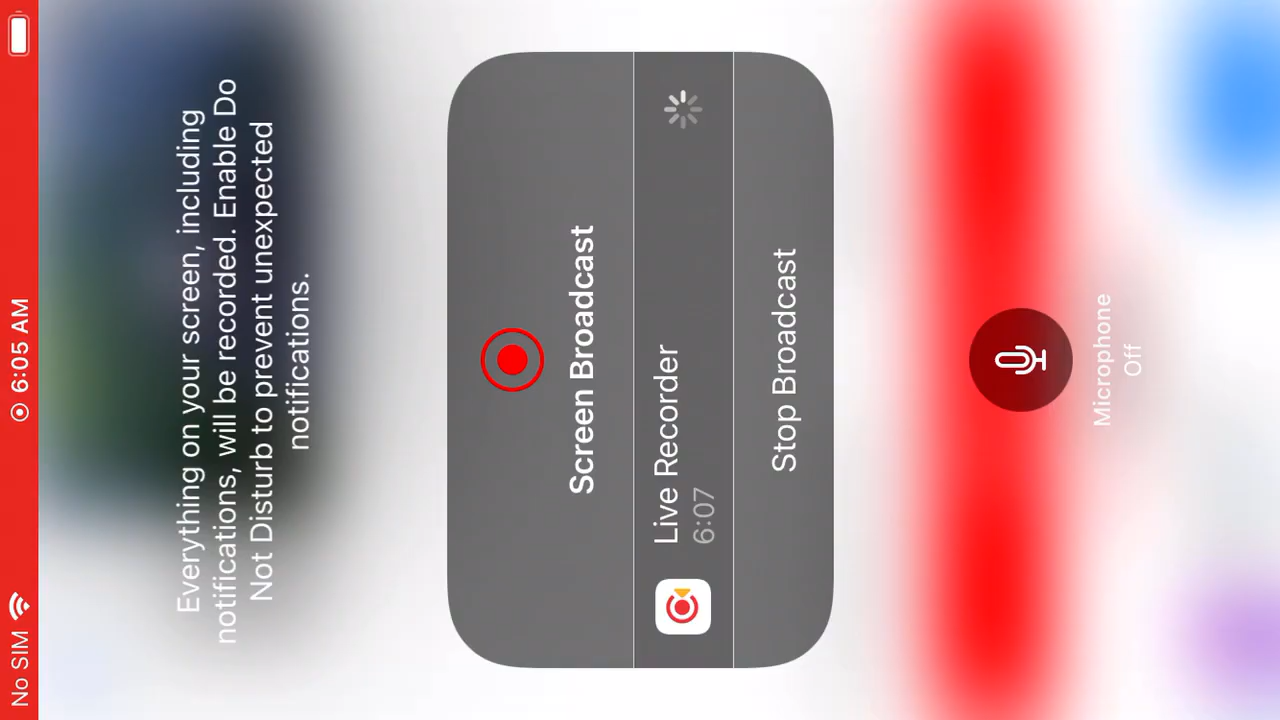 No SIM 6:05 AM
Everything on your screen, including
notifications, will be recorded. Enable Do
Not Disturb to prevent unexpected
notifications.
Screen Broadcast
Live Recorder
6:07
Stop Broadcast
Microphone
Off